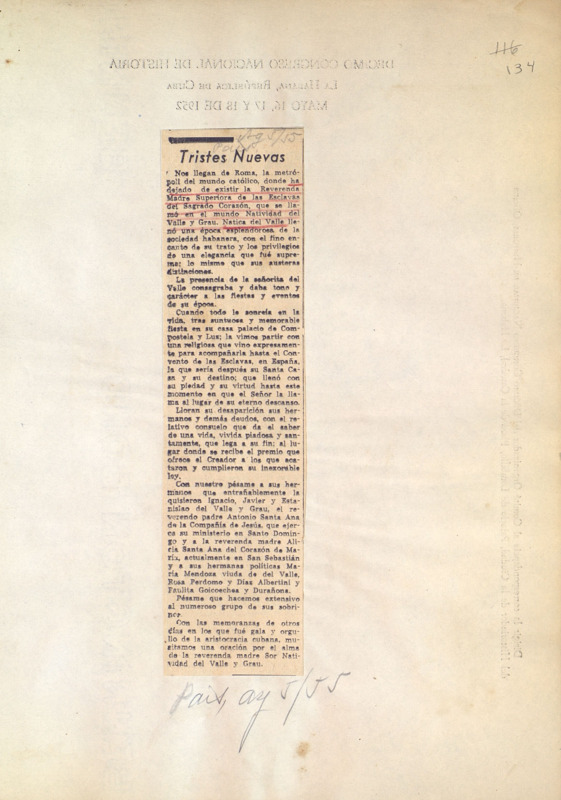 116
134
DECIMO CONGRESO NACIONAL DE HISTORIA
LA HABANA, REPÚBLICA DE CUBA
MAYO 16, 17 Y 18 DE 1952
Tristes Nuevas
Nos llegan de Roma, la metró-
poli del mundo católico, donde ha
dejado de existir la Reverenda
Madre Superiora de las Esclavas
del Sagrado Corazón, que se lla-
mó en el mundo Natividad del
Valle y Grau. Natica del Valle lle-
nó una época esplendorosa de la
sociedad habanera, con el fino en-
canto de su trato y los privilegios
de una elegancia que fué supre-
ma; lo mismo que sus austeras
distinciones.
La presencia de la señorita del
Valle consagraba y daba tono y
carácter a las fiestas y eventos
de su época.
Cuando todo le sonreía en la
vida, tras suntuosa y memorable
fiesta en su casa palacio de Com-
postela y Luz; la vimos partir con
una religiosa que vino expresamen-
te para acompañarla hasta el Con-
vento de las Esclavas, en España,
la que sería después su Santa Ca-
sa y su destino; que llenó con
su piedad y su virtud hasta este
momento en que el Señor la lla-
ma al lugar de su eterno descanso.
Lloran su desaparición sus her-
manos y demás deudos, con el re-
lativo consuelo que da el saber
de una vida, vivida piadosa y san-
tamente, que lega a su fin; al lu-
gar donde se recibe el premio que
ofrece el Creador a los que aca-
taron y cumplieron su inexorable
ley.
Con nuestro pésame a sus her-
manos que entrañablemente la
quisieron Ignacio, Javier y Esta-
nislao del Valle y Grau, el re-
verendo padre Antonio Santa Ana
de la Compañía de Jesús, que ejer-
ce su ministerio en Santo Domin-
go y a la reverenda madre Ali-
cia Santa Ana del Corazón de Ma-
ría, actualmente en San Sebastián
y a sus hermanas políticas Ma-
ría Mendoza viuda de del Valle,
Rosa Perdomo y Díaz Albertini y
Paulita Goicoechea y Durañona.
Pésame que hacemos extensivo
al numeroso grupo de sus sobri-
nos.
Con las memoranzas de otros
días en los que fué gala y orgu-
llo de la aristocracia cubana, mu-
sitamos una oración por el alma
de la reverenda madre Sor Nati-
vidad del Valle y Grau.
País, ag 5/55